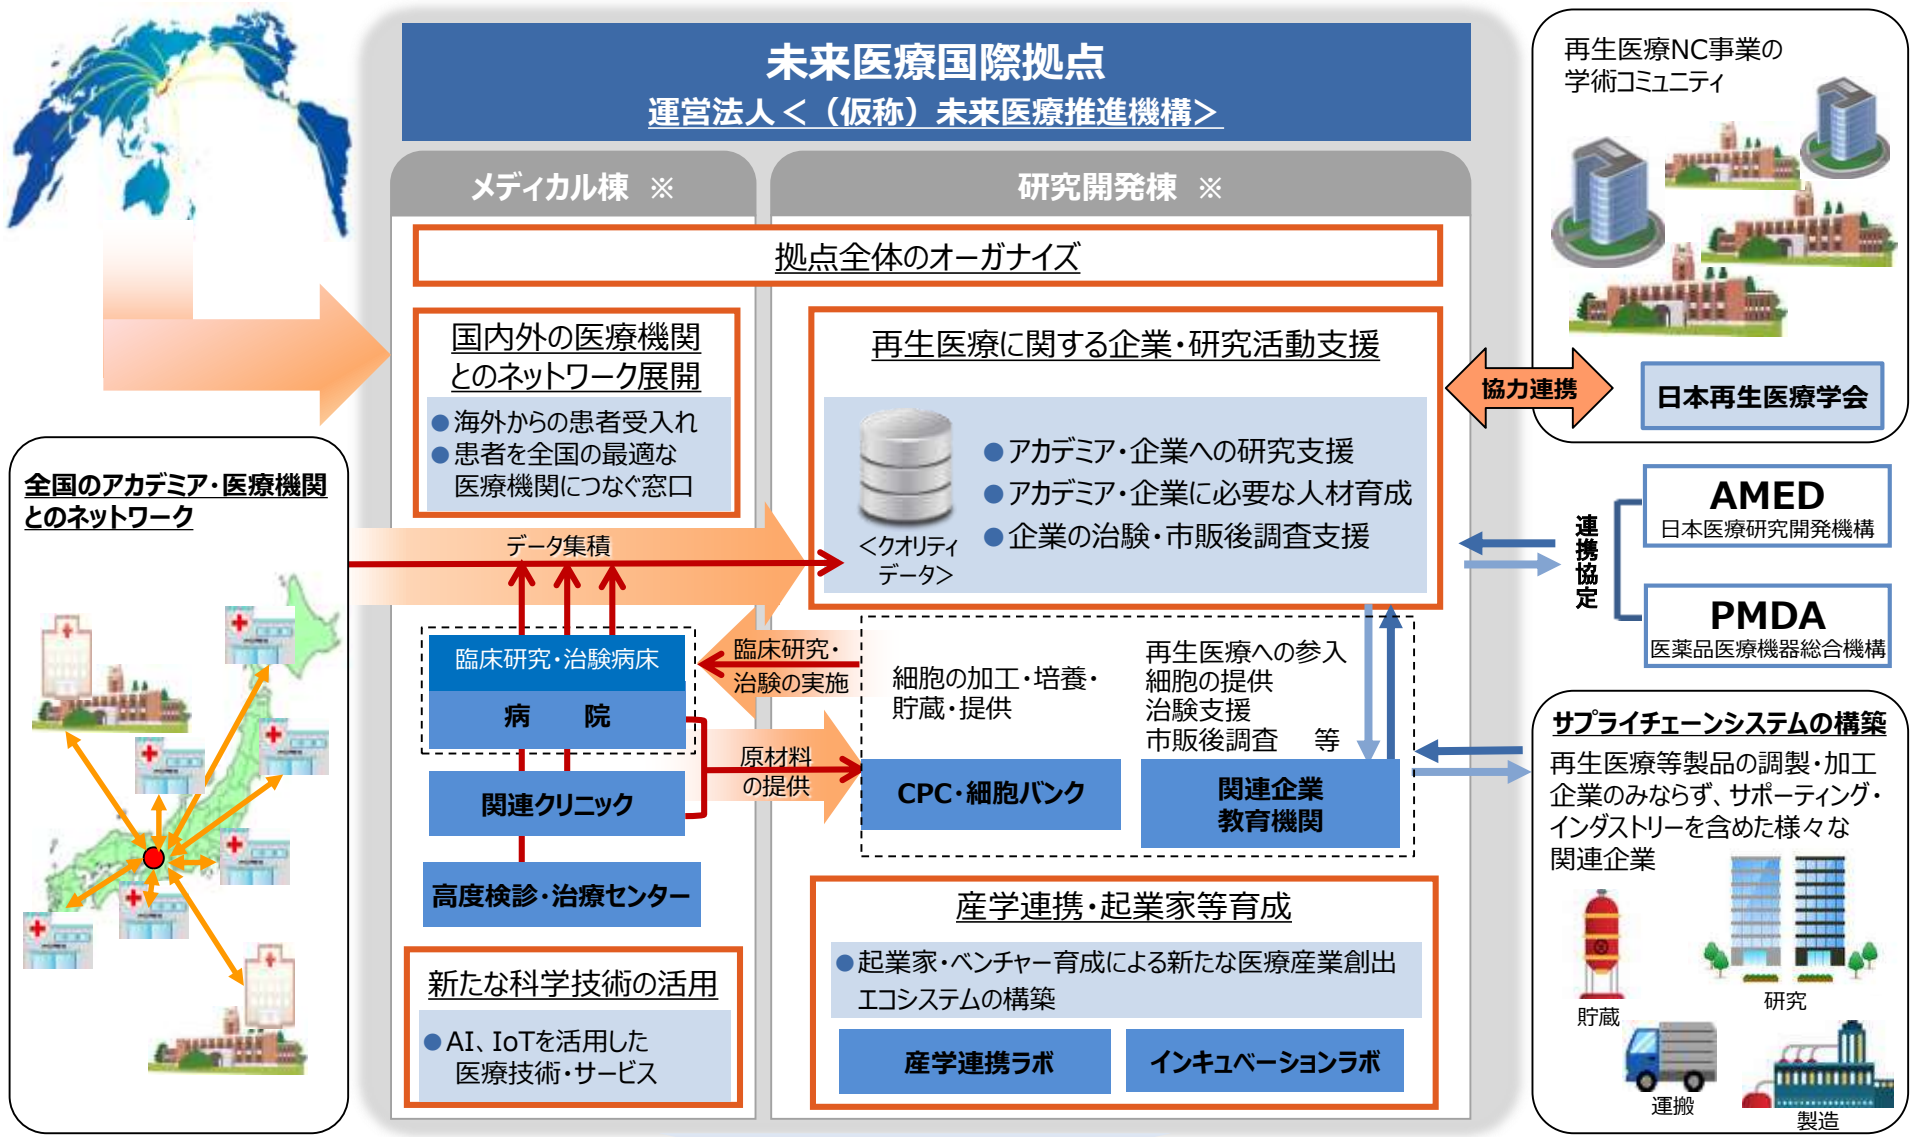 未来医療国際拠点
運営法人＜（仮称）未来医療推進機構＞
メディカル棟 ※
研究開発棟 ※
拠点全体のオーガナイズ
国内外の医療機関
とのネットワーク展開
●海外からの患者受入れ
●患者を全国の最適な
医療機関につなぐ窓口
再生医療に関する企業・研究活動支援
●アカデミア・企業への研究支援
●アカデミア・企業に必要な人材育成
●企業の治験・市販後調査支援
＜クオリティ
データ＞
データ集積
臨床研究・治験病床
病　院
関連クリニック
高度検診・治療センター
臨床研究・
治験の実施
原材料
の提供
細胞の加工・培養・
貯蔵・提供
CPC・細胞バンク
再生医療への参入
細胞の提供
治験支援
市販後調査　等
関連企業
教育機関
新たな科学技術の活用
●AI、IoTを活用した
医療技術・サービス
産学連携・起業家等育成
●起業家・ベンチャー育成による新たな医療産業創出
エコシステムの構築
産学連携ラボ
インキュベーションラボ
全国のアカデミア・医療機関
とのネットワーク
再生医療NC事業の
学術コミュニティ
日本再生医療学会
協力連携
連携協定
AMED
日本医療研究開発機構
PMDA
医薬品医療機器総合機構
サプライチェーンシステムの構築
再生医療等製品の調製・加工
企業のみならず、サポーティング・
インダストリーを含めた様々な
関連企業
貯蔵
研究
運搬
製造